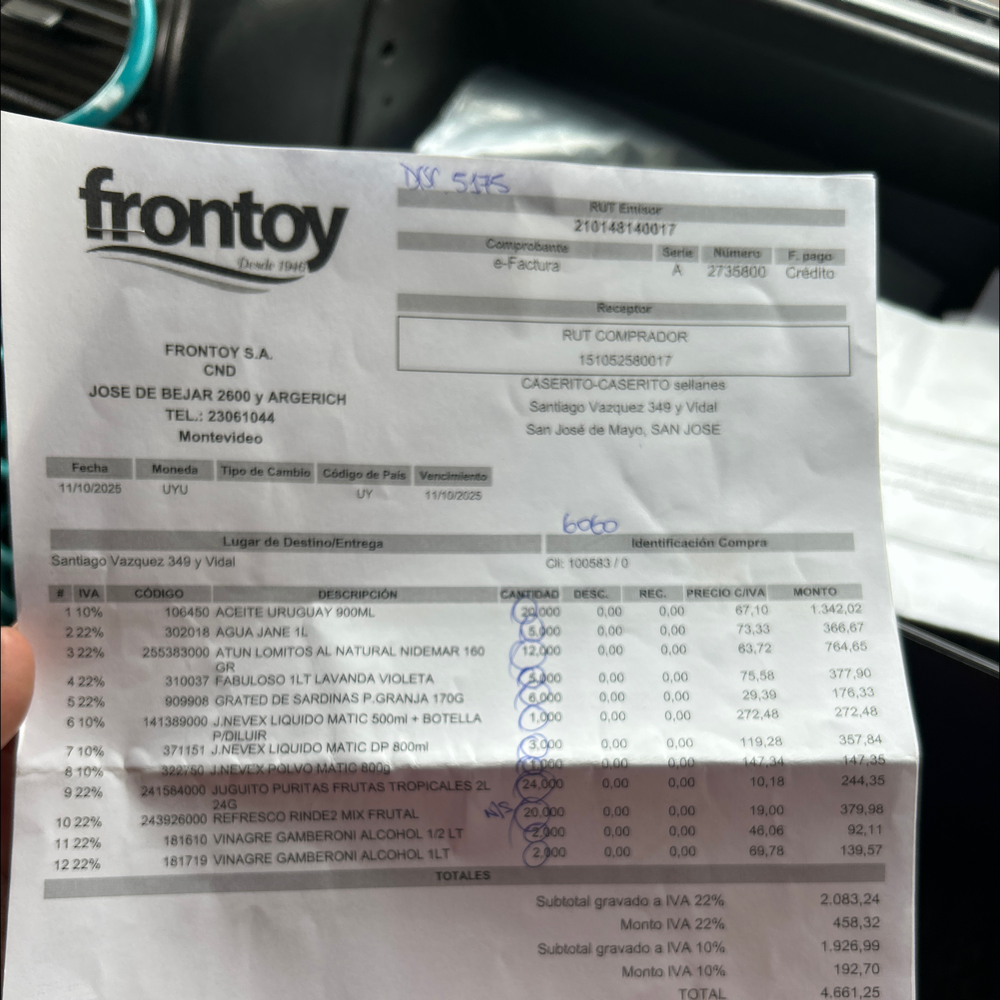 frontoy
Desde 1946
5175
RUT Emisor
210148140017
Comprobante Serie Número F. pago
e-Factura A 2735800 Crédito
Receptor
RUT COMPRADOR
151052580017
CASERITO-CASERITO sellanes
Santiago Vazquez 349 y Vidal
San José de Mayo, SAN JOSE
FRONTOY S.A.
CND
JOSE DE BEJAR 2600 y ARGERICH
TEL.: 23061044
Montevideo
Fecha Moneda Tipo de Cambio Código de País Vencimiento
11/10/2025 UYU UY 11/10/2025
6060
Lugar de Destino/Entrega Identificación Compra
Santiago Vazquez 349 y Vidal Cli: 100583 / 0
# IVA CÓDIGO DESCRIPCIÓN CANTIDAD DESC. REC. PRECIO C/IVA MONTO
1 10% 106450 ACEITE URUGUAY 900ML 20,000 0,00 0,00 67,10 1.342,02
2 22% 302018 AGUA JANE 1L 5,000 0,00 0,00 73,33 366,67
3 22% 255383000 ATUN LOMITOS AL NATURAL NIDEMAR 160 12,000 0,00 0,00 63,72 764,65
GR
4 22% 310037 FABULOSO 1LT LAVANDA VIOLETA 5,000 0,00 0,00 75,58 377,90
5 22% 909908 GRATED DE SARDINAS P.GRANJA 170G 6,000 0,00 0,00 29,39 176,33
6 10% 141389000 J.NEVEX LIQUIDO MATIC 500ml + BOTELLA 1,000 0,00 0,00 272,48 272,48
P/DILUIR
7 10% 371151 J.NEVEX LIQUIDO MATIC DP 800ml 3,000 0,00 0,00 119,28 357,84
8 10% 322750 J.NEVEX POLVO MATIC 800g 1,000 0,00 0,00 147,34 147,35
9 22% 241584000 JUGUITO PURITAS FRUTAS TROPICALES 2L 24,000 0,00 0,00 10,18 244,35
24G
10 22% 243926000 REFRESCO RINDE2 MIX FRUTAL N/S 20,000 0,00 0,00 19,00 379,98
11 22% 181610 VINAGRE GAMBERONI ALCOHOL 1/2 LT 2,000 0,00 0,00 46,06 92,11
12 22% 181719 VINAGRE GAMBERONI ALCOHOL 1LT 2,000 0,00 0,00 69,78 139,57
TOTALES
Subtotal gravado a IVA 22% 2.083,24
Monto IVA 22% 458,32
Subtotal gravado a IVA 10% 1.926,99
Monto IVA 10% 192,70
TOTAL 4.661,25